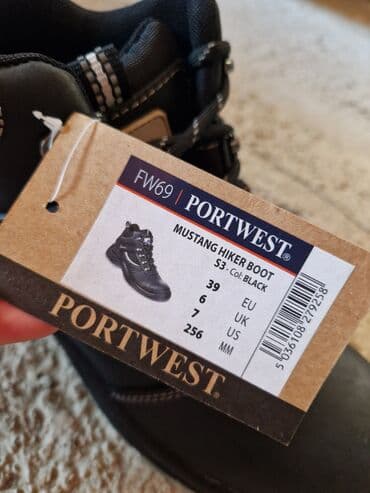 FW69 | PORTWEST®
MUSTANG HIKER BOOT
S3 - Col: BLACK
39 EU
6 UK
7 US
256 MM
5 036108 279258
PORTWEST®